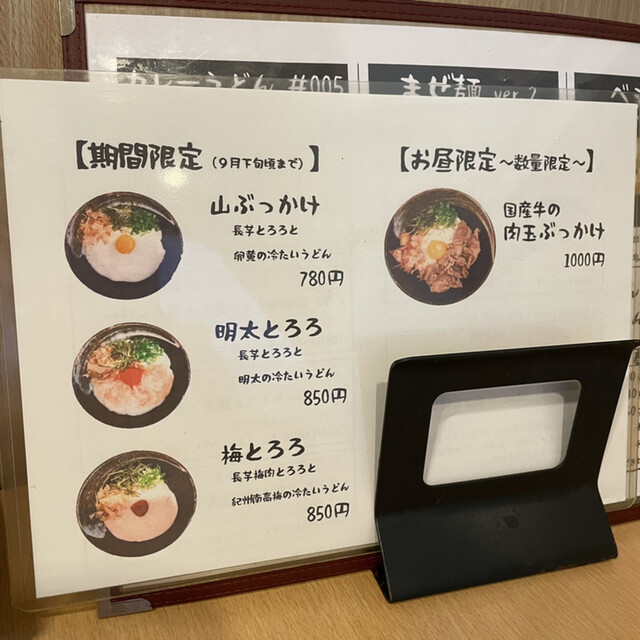 カレーうどん #005
まぜ麺 ver.2
【期間限定（9月下旬頃まで）】
山ぶっかけ
長芋とろろと
卵黄の冷たいうどん
780円
明太とろろ
長芋とろろと
明太の冷たいうどん
850円
梅とろろ
長芋梅肉とろろと
紀州南高梅の冷たいうどん
850円
【お昼限定～数量限定～】
国産牛の
肉玉ぶっかけ
1000円